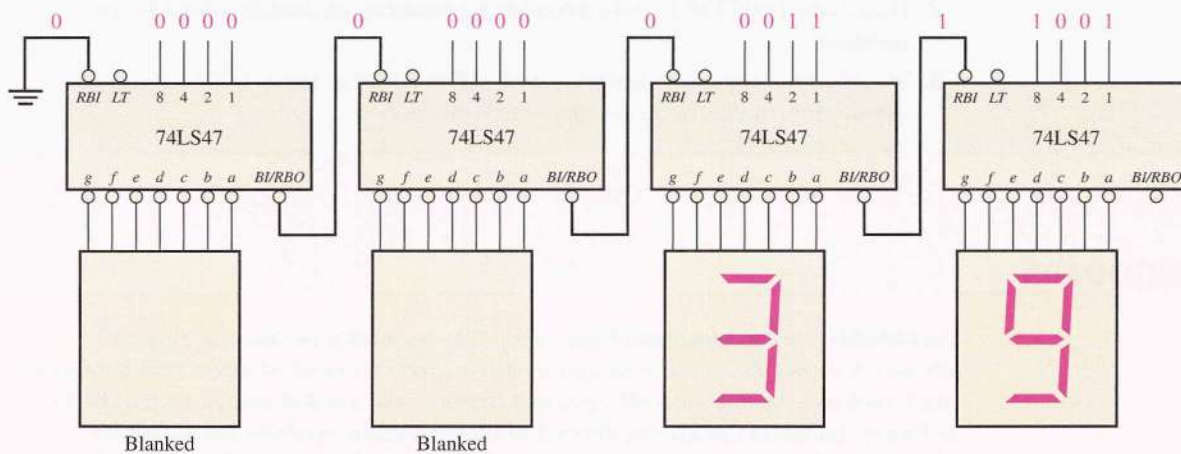 0 0 0 0 0 0 0 0 0 0 0 0 0 1 1 1 1 0 0 1
RBI LT 8 4 2 1 RBI LT 8 4 2 1 RBI LT 8 4 2 1 RBI LT 8 4 2 1
74LS47 74LS47 74LS47 74LS47
g f e d c b a BI/RBO g f e d c b a BI/RBO g f e d c b a BI/RBO g f e d c b a BI/RBO
3 9
Blanked Blanked